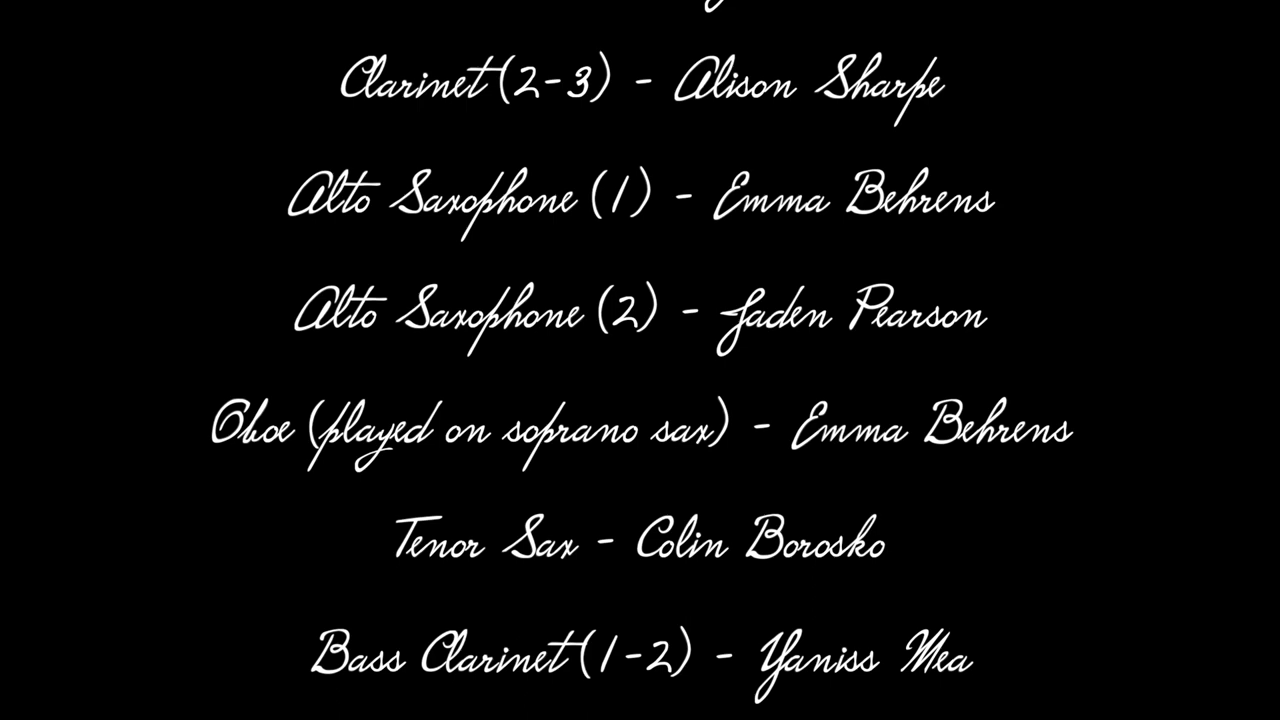 Clarinet (2-3) - Alison Sharpe
Alto Saxophone (1) - Emma Behrens
Alto Saxophone (2) - Jaden Pearson
Oboe (played on soprano sax) - Emma Behrens
Tenor Sax - Colin Borosko
Bass Clarinet (1-2) - Yaniss Mea